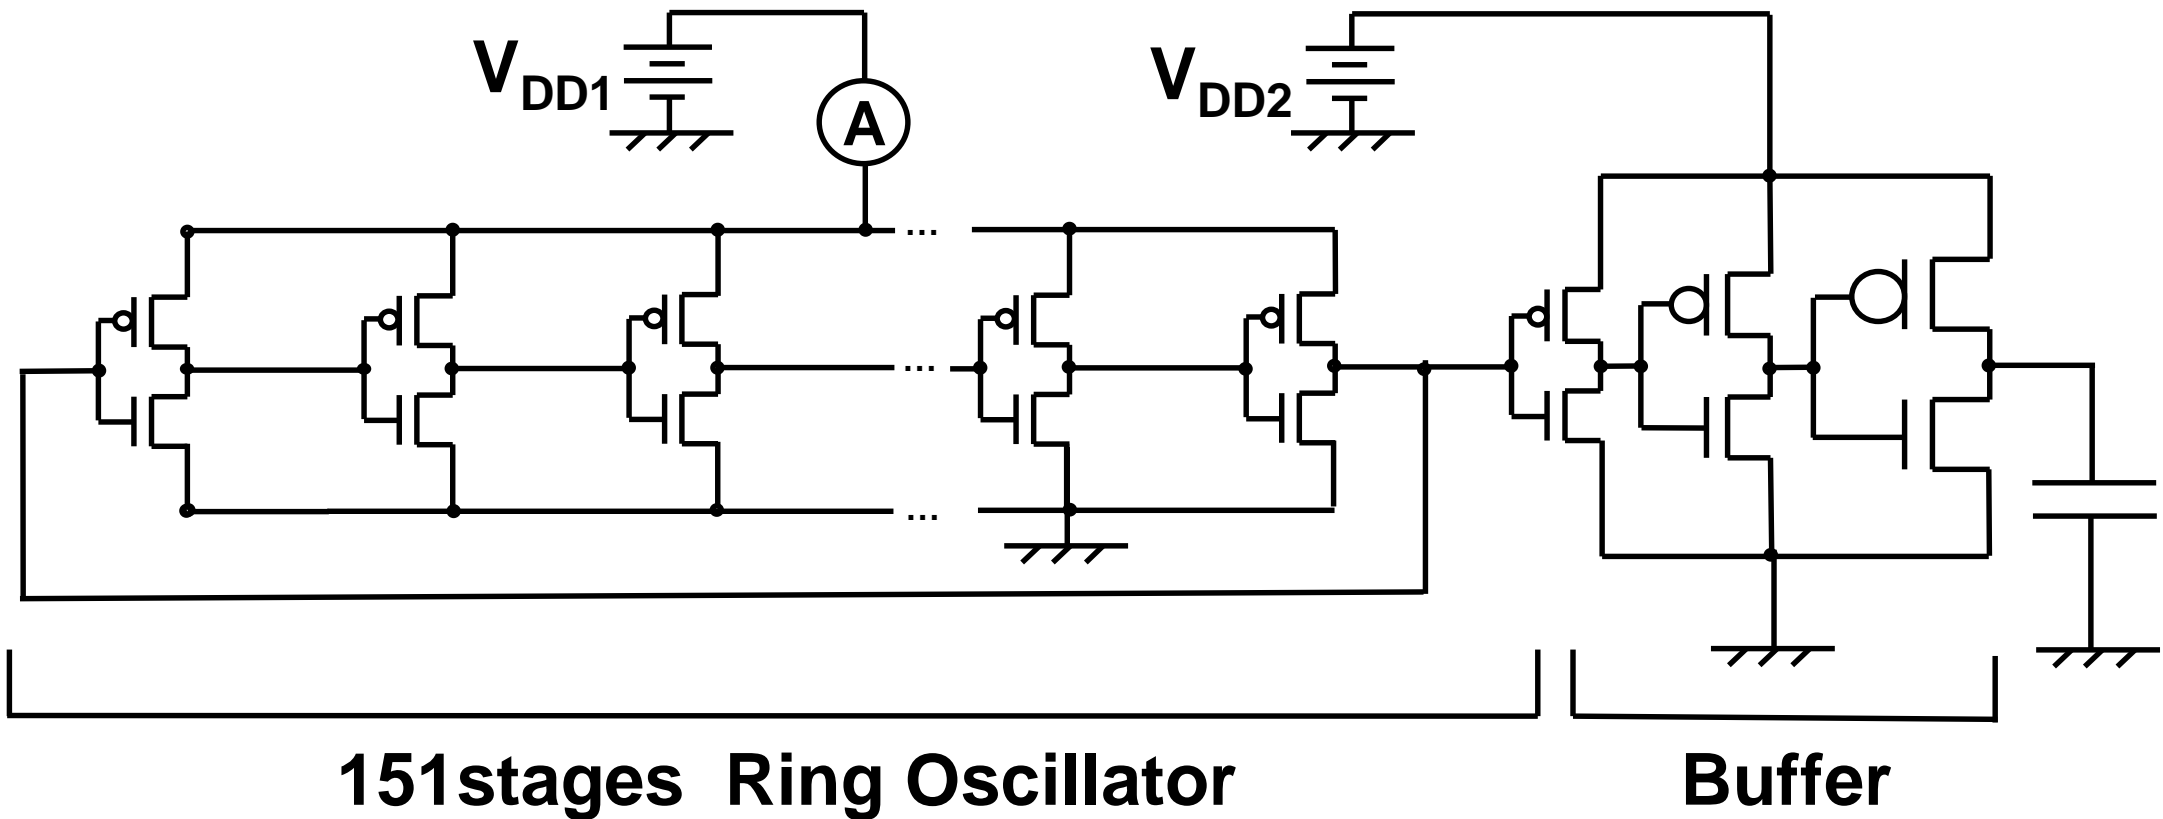 VDD1
VDD2
A
...
...
...
151stages Ring Oscillator
Buffer